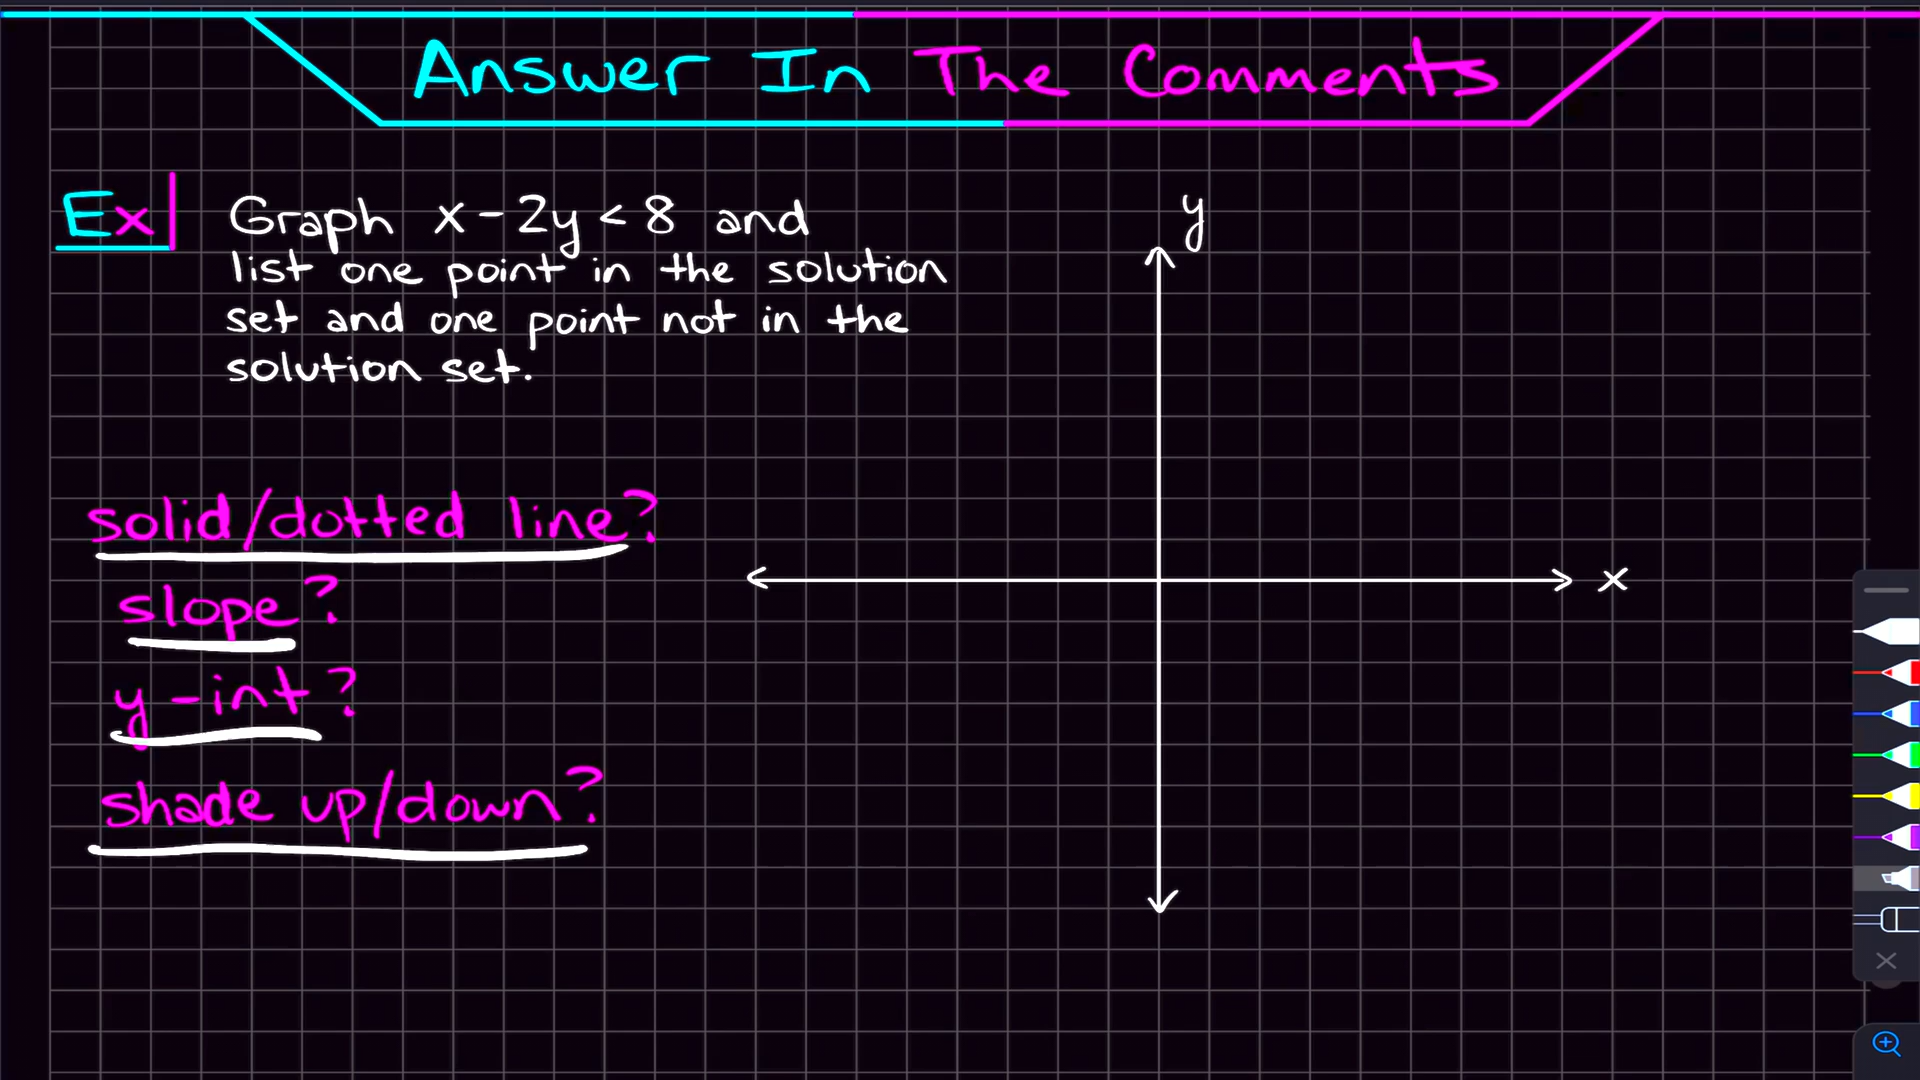 Answer In The Comments
Ex
Graph x - 2y < 8 and
list one point in the solution
set and one point not in the
solution set.
y
x
solid/dotted line?
slope?
y-int?
shade up/down?